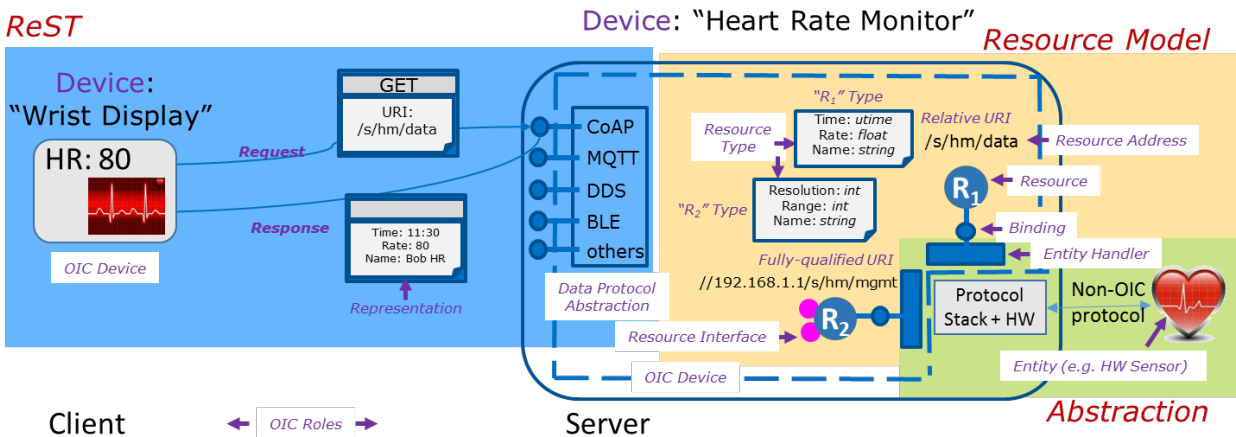 ReST
Device: "Heart Rate Monitor"
Resource Model
Device:
"Wrist Display"
HR: 80
OIC Device
Request
Response
GET
URI:
/s/hm/data
Time: 11:30
Rate: 80
Name: Bob HR
Representation
CoAP
MQTT
DDS
BLE
others
Data Protocol
Abstraction
"R1" Type
Time: utime
Rate: float
Name: string
Resource
Type
Relative URI
/s/hm/data
Resource Address
Resolution: int
Range: int
Name: string
"R2" Type
R1
Resource
Binding
Entity Handler
Fully-qualified URI
//192.168.1.1/s/hm/mgmt
R2
Resource Interface
Protocol
Stack + HW
Non-OIC
protocol
Entity (e.g. HW Sensor)
OIC Device
Abstraction
Client
OIC Roles
Server